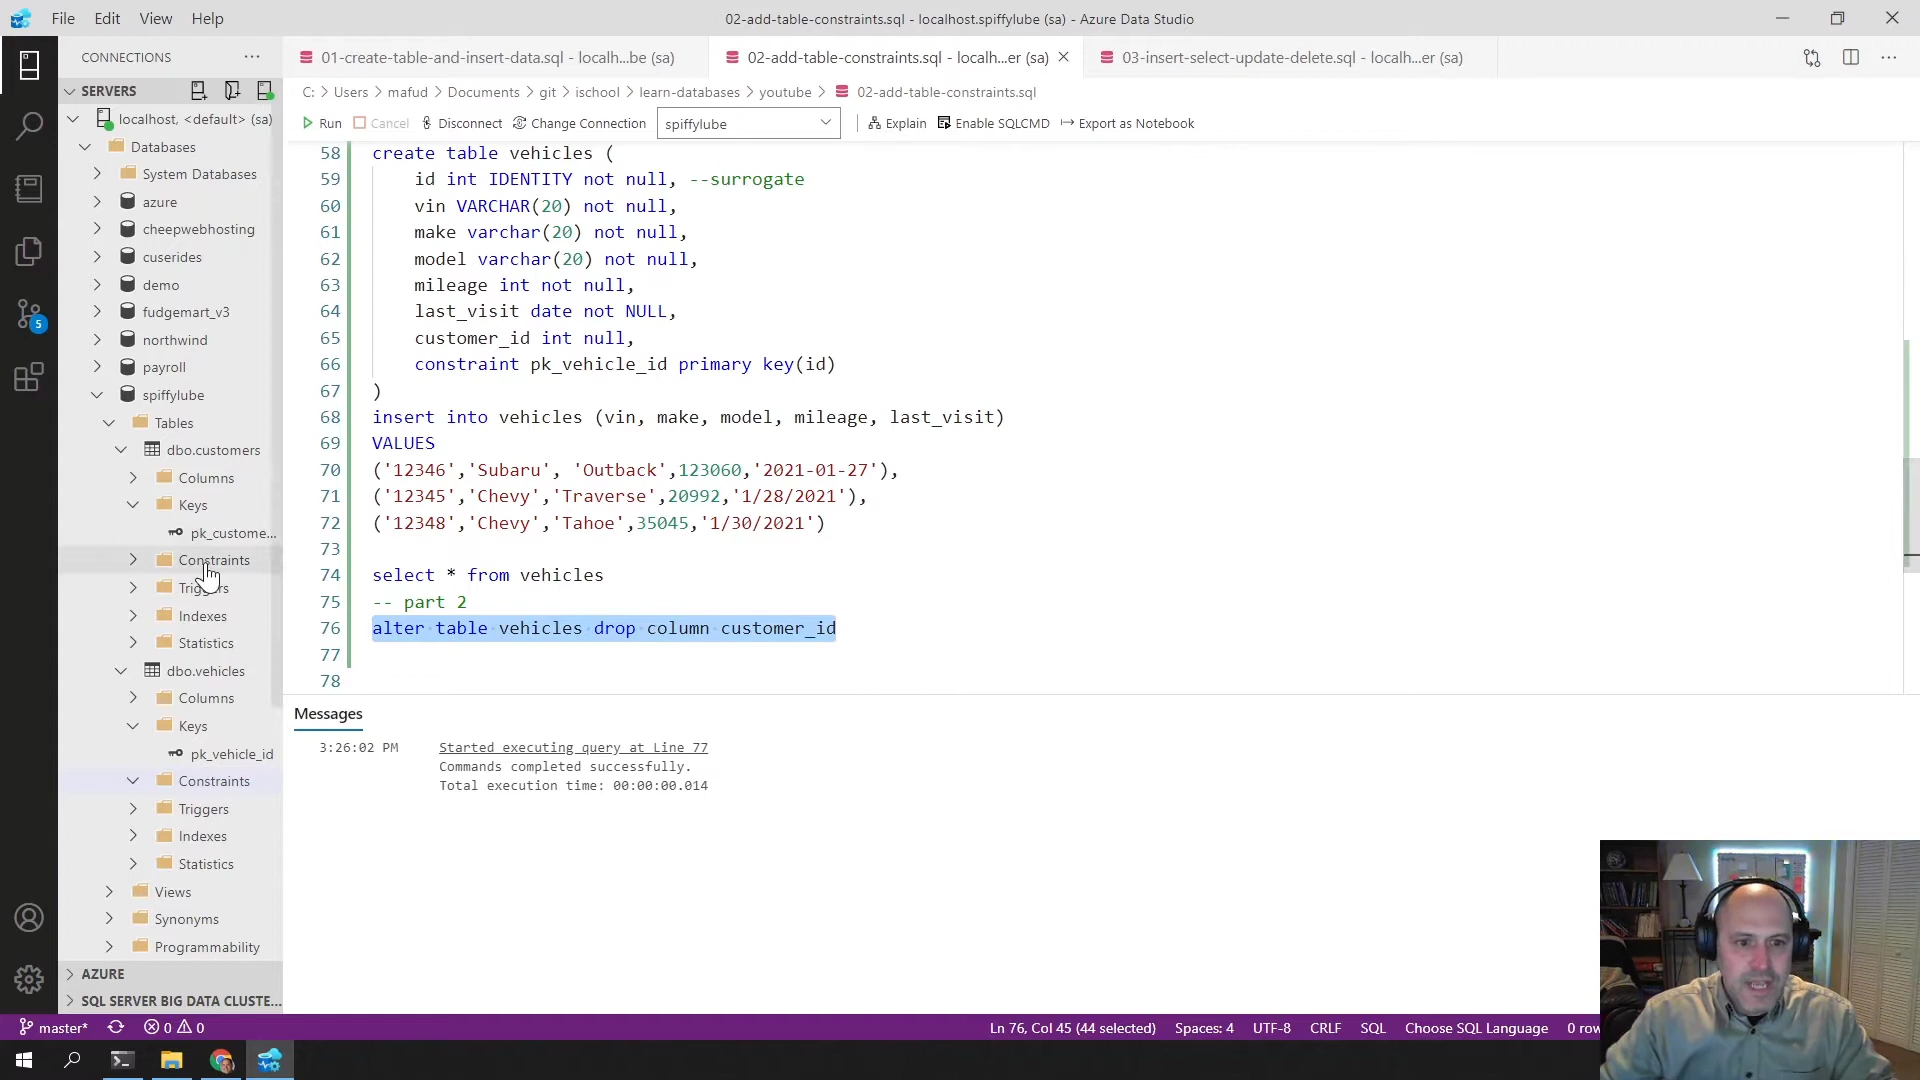 File Edit View Help
02-add-table-constraints.sql - localhost.spiffylube (sa) - Azure Data Studio
CONNECTIONS
01-create-table-and-insert-data.sql - localh...be (sa)
02-add-table-constraints.sql - localh...er (sa)
03-insert-select-update-delete.sql - localh...er (sa)
SERVERS
C: > Users > mafud > Documents > git > ischool > learn-databases > youtube > 02-add-table-constraints.sql
Run Cancel Disconnect Change Connection spiffylube Explain Enable SQLCMD Export as Notebook
localhost, <default> (sa)
Databases
System Databases
azure
cheepwebhosting
cuserides
demo
fudgemart_v3
northwind
payroll
spiffylube
Tables
dbo.customers
Columns
Keys
pk_custome...
Constraints
Triggers
Indexes
Statistics
dbo.vehicles
Columns
Keys
pk_vehicle_id
Constraints
Triggers
Indexes
Statistics
Views
Synonyms
Programmability
AZURE
SQL SERVER BIG DATA CLUSTE...
5
58 create table vehicles (
59 id int IDENTITY not null, --surrogate
60 vin VARCHAR(20) not null,
61 make varchar(20) not null,
62 model varchar(20) not null,
63 mileage int not null,
64 last_visit date not NULL,
65 customer_id int null,
66 constraint pk_vehicle_id primary key(id)
67 )
68 insert into vehicles (vin, make, model, mileage, last_visit)
69 VALUES
70 ('12346','Subaru', 'Outback',123060,'2021-01-27'),
71 ('12345','Chevy','Traverse',20992,'1/28/2021'),
72 ('12348','Chevy','Tahoe',35045,'1/30/2021')
73
74 select * from vehicles
75 -- part 2
76 alter table vehicles drop column customer_id
77
78
Messages
3:26:02 PM Started executing query at Line 77
Commands completed successfully.
Total execution time: 00:00:00.014
master* 0 0 Ln 76, Col 45 (44 selected) Spaces: 4 UTF-8 CRLF SQL Choose SQL Language 0 row